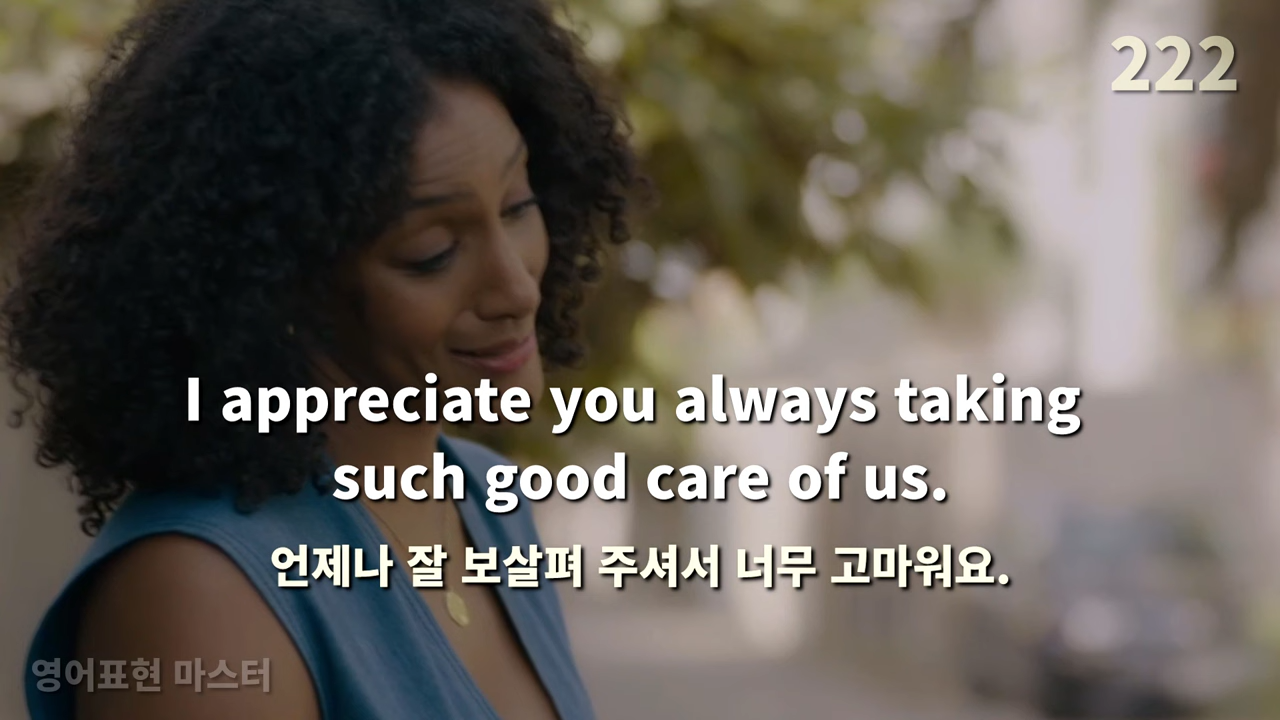 222
I appreciate you always taking
such good care of us.
언제나 잘 보살펴 주셔서 너무 고마워요.
영어표현 마스터